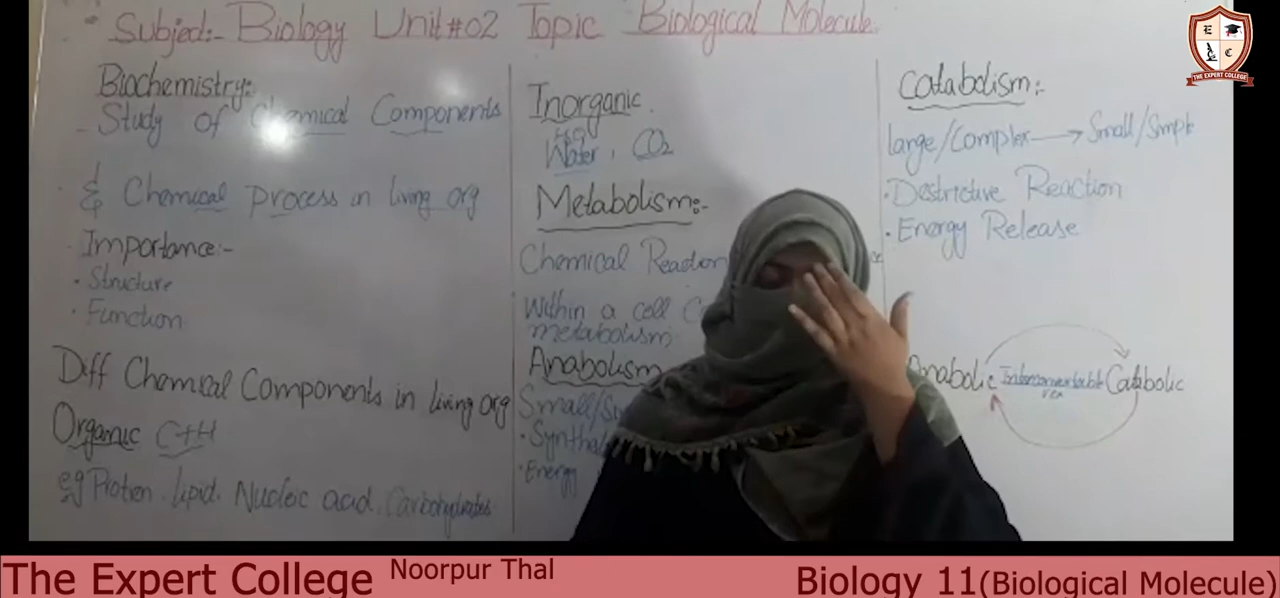 Subject:- Biology Unit#02 Topic Biological Molecule
Biochemistry:
- Study of Chemical Components
& Chemical process in living org
Importance:-
• Structure
• Function
Diff Chemical Components in living org
Organic C+H
eg Protien. Lipid. Nucleic acid. Carbohydrates
Inorganic.
H2O
Water, CO2
Metabolism:-
Chemical Reaction
Within a cell
metabolism
Anabolism
Small/
• 
• Energy
Catabolism:-
large/Complex → Small/Simple
• Destrictive Reaction
• Energy Release
Anabolic Catabolic
E C
THE EXPERT COLLEGE
The Expert College Noorpur Thal
Biology 11(Biological Molecule)